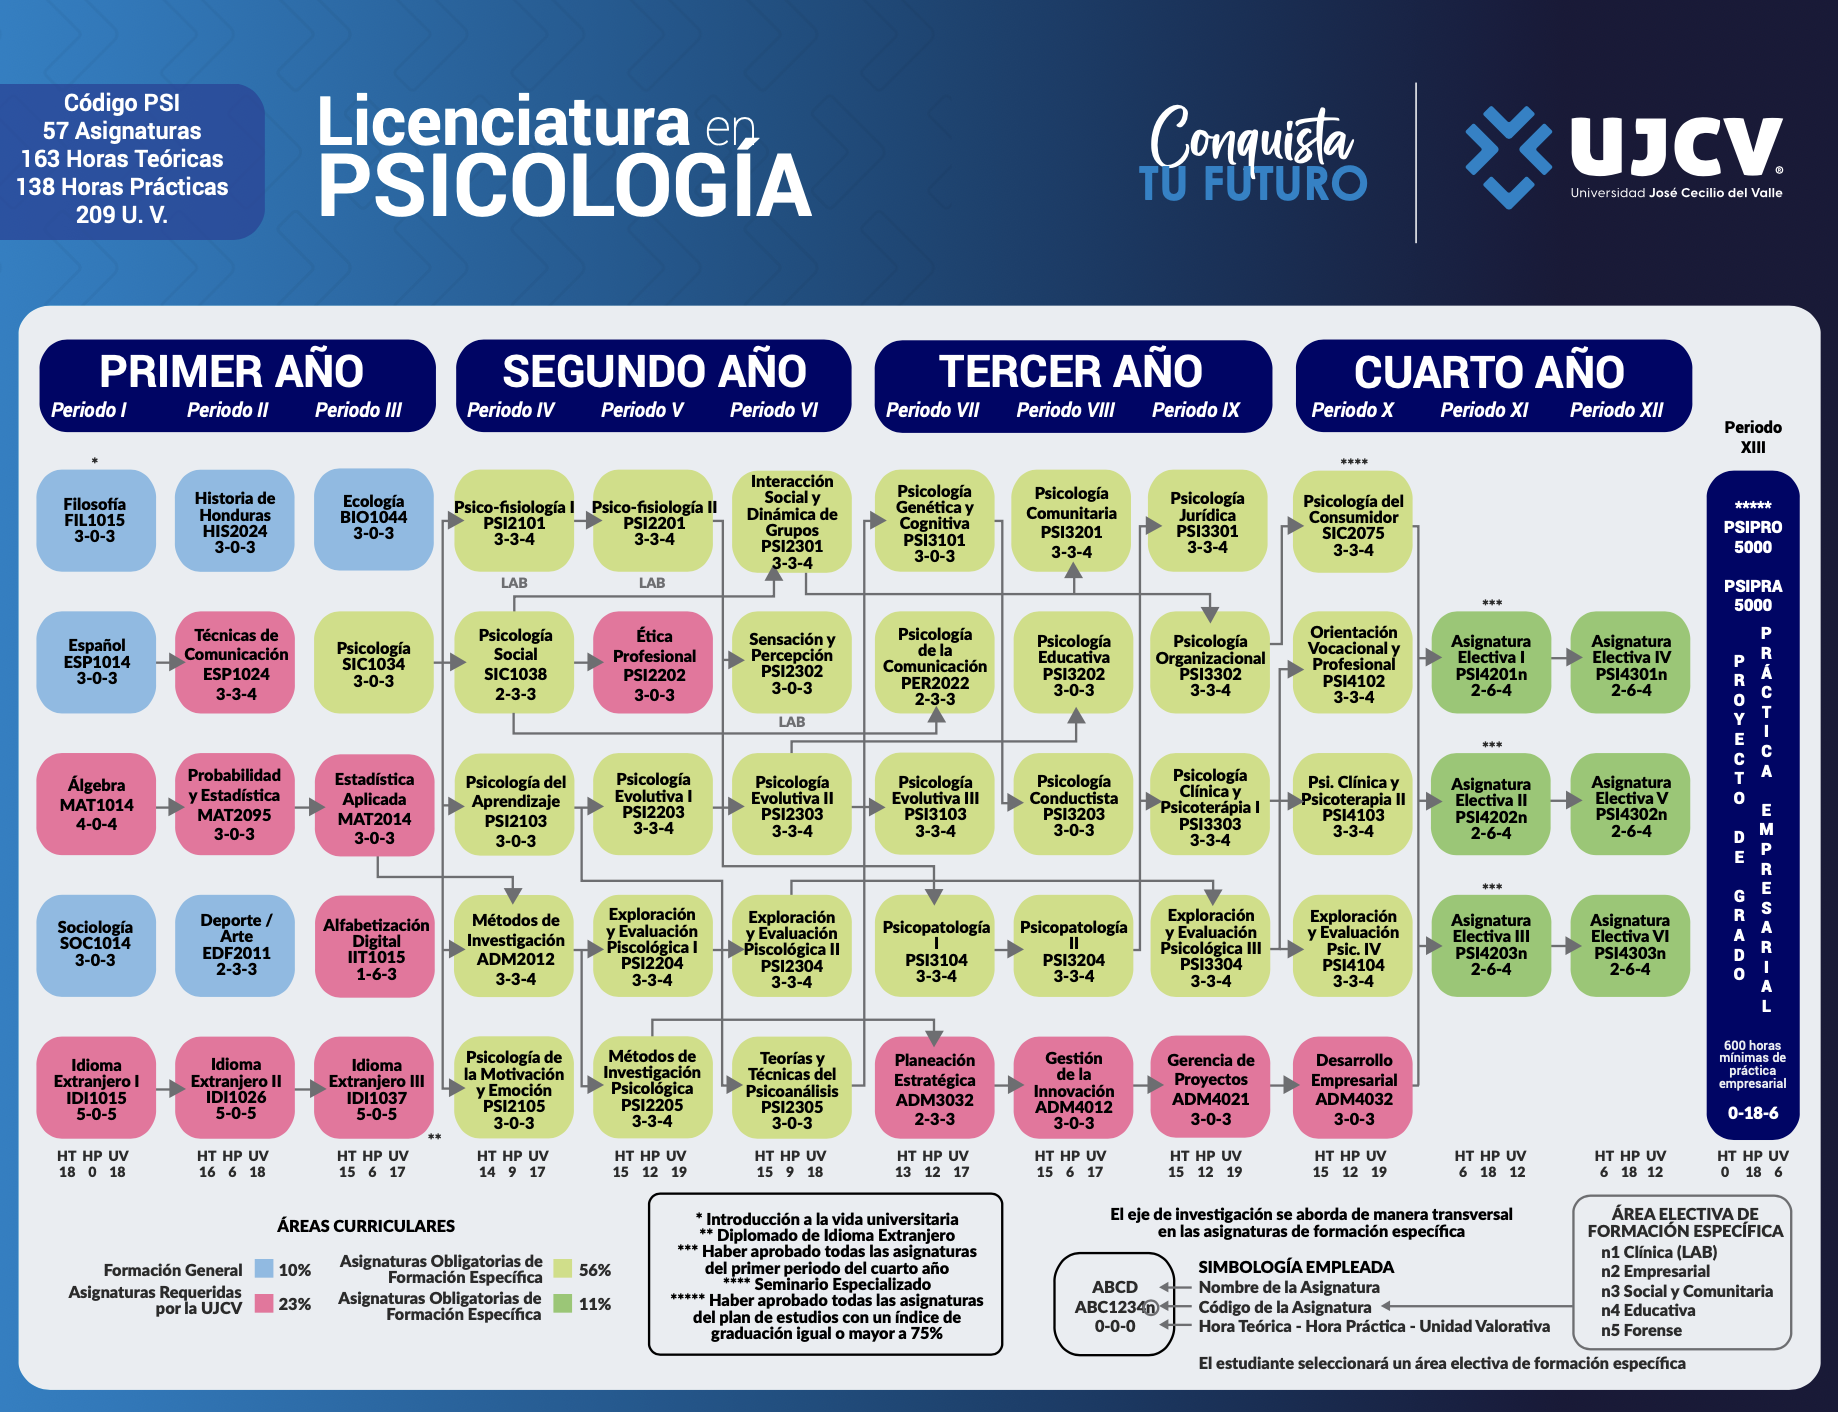 Código PSI
57 Asignaturas
163 Horas Teóricas
138 Horas Prácticas
209 U. V.
Licenciatura en
PSICOLOGÍA
Conquista
TU FUTURO
UJCV®
Universidad José Cecilio del Valle
PRIMER AÑO
Periodo I
Periodo II
Periodo III
SEGUNDO AÑO
Periodo IV
Periodo V
Periodo VI
TERCER AÑO
Periodo VII
Periodo VIII
Periodo IX
CUARTO AÑO
Periodo X
Periodo XI
Periodo XII
Periodo
XIII
*
Filosofía
FIL1015
3-0-3
Historia de
Honduras
HIS2024
3-0-3
Ecología
BIO1044
3-0-3
Psico-fisiología I
PSI2101
3-3-4
LAB
Psico-fisiología II
PSI2201
3-3-4
LAB
Interacción
Social y
Dinámica de
Grupos
PSI2301
3-3-4
Psicología
Genética y
Cognitiva
PSI3101
3-0-3
Psicología
Comunitaria
PSI3201
3-3-4
Psicología
Jurídica
PSI3301
3-3-4
****
Psicología del
Consumidor
SIC2075
3-3-4
Español
ESP1014
3-0-3
Técnicas de
Comunicación
ESP1024
3-3-4
Psicología
SIC1034
3-0-3
Psicología
Social
SIC1038
2-3-3
Ética
Profesional
PSI2202
3-0-3
Sensación y
Percepción
PSI2302
3-0-3
LAB
Psicología
de la
Comunicación
PER2022
2-3-3
Psicología
Educativa
PSI3202
3-0-3
Psicología
Organizacional
PSI3302
3-3-4
Orientación
Vocacional y
Profesional
PSI4102
3-3-4
***
Asignatura
Electiva I
PSI4201n
2-6-4
Asignatura
Electiva IV
PSI4301n
2-6-4
Álgebra
MAT1014
4-0-4
Probabilidad
y Estadística
MAT2095
3-0-3
Estadística
Aplicada
MAT2014
3-0-3
Psicología del
Aprendizaje
PSI2103
3-0-3
Psicología
Evolutiva I
PSI2203
3-3-4
Psicología
Evolutiva II
PSI2303
3-3-4
Psicología
Evolutiva III
PSI3103
3-3-4
Psicología
Conductista
PSI3203
3-0-3
Psicología
Clínica y
Psicoterápia I
PSI3303
3-3-4
Psi. Clínica y
Psicoterapia II
PSI4103
3-3-4
***
Asignatura
Electiva II
PSI4202n
2-6-4
Asignatura
Electiva V
PSI4302n
2-6-4
Sociología
SOC1014
3-0-3
Deporte /
Arte
EDF2011
2-3-3
Alfabetización
Digital
IIT1015
1-6-3
Métodos de
Investigación
ADM2012
3-3-4
Exploración
y Evaluación
Piscológica I
PSI2204
3-3-4
Exploración
y Evaluación
Piscológica II
PSI2304
3-3-4
Psicopatología
I
PSI3104
3-3-4
Psicopatología
II
PSI3204
3-3-4
Exploración
y Evaluación
Psicológica III
PSI3304
3-3-4
Exploración
y Evaluación
Psic. IV
PSI4104
3-3-4
***
Asignatura
Electiva III
PSI4203n
2-6-4
Asignatura
Electiva VI
PSI4303n
2-6-4
Idioma
Extranjero I
IDI1015
5-0-5
Idioma
Extranjero II
IDI1026
5-0-5
Idioma
Extranjero III
IDI1037
5-0-5
**
Psicología de
la Motivación
y Emoción
PSI2105
3-0-3
Métodos de
Investigación
Psicológica
PSI2205
3-3-4
Teorías y
Técnicas del
Psicoanálisis
PSI2305
3-0-3
Planeación
Estratégica
ADM3032
2-3-3
Gestión
de la
Innovación
ADM4012
3-0-3
Gerencia de
Proyectos
ADM4021
3-0-3
Desarrollo
Empresarial
ADM4032
3-0-3
*****
PSIPRO
5000
PSIPRA
5000
PROYECTO DE GRADO
PRÁCTICA EMPRESARIAL
600 horas
mínimas de
práctica
empresarial
0-18-6
HT HP UV
18 0 18
HT HP UV
16 6 18
HT HP UV
15 6 17
HT HP UV
14 9 17
HT HP UV
15 12 19
HT HP UV
15 9 18
HT HP UV
13 12 17
HT HP UV
15 6 17
HT HP UV
15 12 19
HT HP UV
15 12 19
HT HP UV
6 18 12
HT HP UV
6 18 12
HT HP UV
0 18 6
ÁREAS CURRICULARES
Formación General 10%
Asignaturas Requeridas
por la UJCV 23%
Asignaturas Obligatorias de
Formación Específica 56%
Asignaturas Obligatorias de
Formación Específica 11%
* Introducción a la vida universitaria
** Diplomado de Idioma Extranjero
*** Haber aprobado todas las asignaturas
del primer periodo del cuarto año
**** Seminario Especializado
***** Haber aprobado todas las asignaturas
del plan de estudios con un índice de
graduación igual o mayor a 75%
El eje de investigación se aborda de manera transversal
en las asignaturas de formación específica
SIMBOLOGÍA EMPLEADA
ABCD
Nombre de la Asignatura
ABC1234n
Código de la Asignatura
0-0-0
Hora Teórica - Hora Práctica - Unidad Valorativa
El estudiante seleccionará un área electiva de formación específica
ÁREA ELECTIVA DE
FORMACIÓN ESPECÍFICA
n1 Clínica (LAB)
n2 Empresarial
n3 Social y Comunitaria
n4 Educativa
n5 Forense